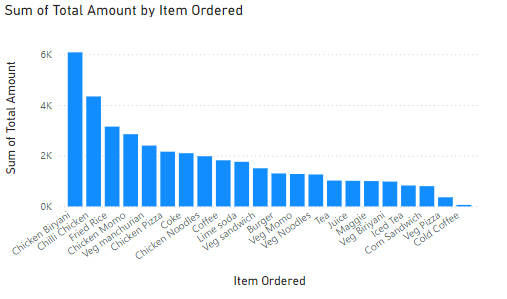 Sum of Total Amount by Item Ordered
Sum of Total Amount
6K
4K
2K
0K
Chicken Biryani
Chilli Chicken
Fried Rice
Chicken Momo
Veg manchurian
Chicken Pizza
Coke
Chicken Noodles
Coffee
Lime soda
Veg sandwich
Burger
Veg Momo
Veg Noodles
Tea
Juice
Maggie
Veg Biriyani
Iced Tea
Corn Sandwich
Veg Pizza
Cold Coffee
Item Ordered